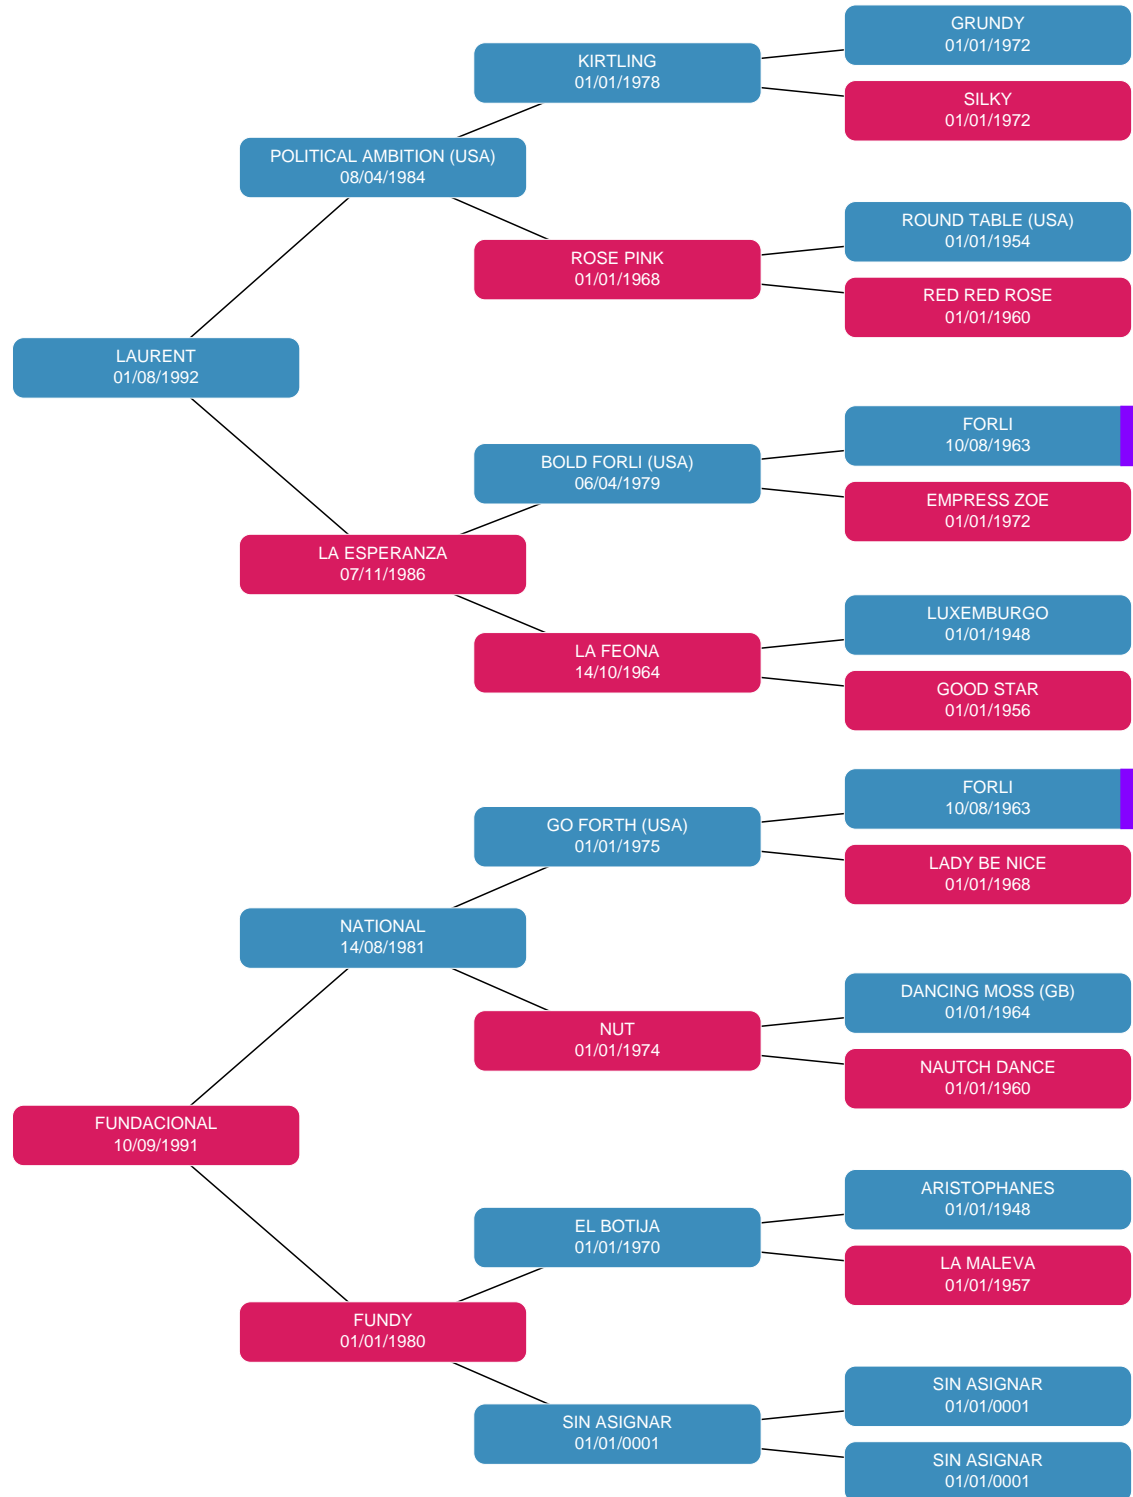 GRUNDY
01/01/1972
KIRTLING
01/01/1978
SILKY
01/01/1972
POLITICAL AMBITION (USA)
08/04/1984
ROUND TABLE (USA)
01/01/1954
ROSE PINK
01/01/1968
RED RED ROSE
01/01/1960
LAURENT
01/08/1992
FORLI
10/08/1963
BOLD FORLI (USA)
06/04/1979
EMPRESS ZOE
01/01/1972
LA ESPERANZA
07/11/1986
LUXEMBURGO
01/01/1948
LA FEONA
14/10/1964
GOOD STAR
01/01/1956
FORLI
10/08/1963
GO FORTH (USA)
01/01/1975
LADY BE NICE
01/01/1968
NATIONAL
14/08/1981
DANCING MOSS (GB)
01/01/1964
NUT
01/01/1974
NAUTCH DANCE
01/01/1960
FUNDACIONAL
10/09/1991
ARISTOPHANES
01/01/1948
EL BOTIJA
01/01/1970
LA MALEVA
01/01/1957
FUNDY
01/01/1980
SIN ASIGNAR
01/01/0001
SIN ASIGNAR
01/01/0001
SIN ASIGNAR
01/01/0001